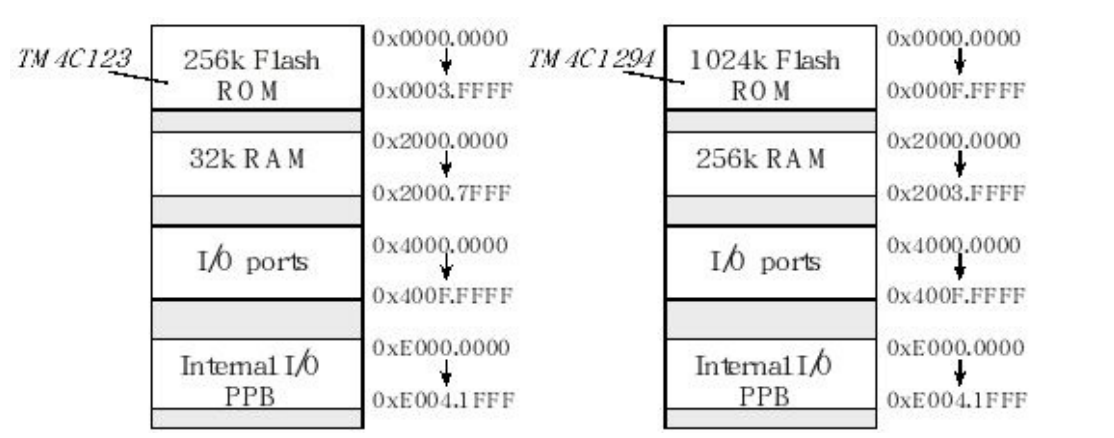 TM4C123
256k Flash
ROM
0x0000.0000
0x0003.FFFF
32k RAM
0x2000.0000
0x2000.7FFF
I/O ports
0x4000.0000
0x400F.FFFF
Internal I/O
PPB
0xE000.0000
0xE004.1FFF
TM4C1294
1024k Flash
ROM
0x0000.0000
0x000F.FFFF
256k RAM
0x2000.0000
0x2003.FFFF
I/O ports
0x4000.0000
0x400F.FFFF
Internal I/O
PPB
0xE000.0000
0xE004.1FFF